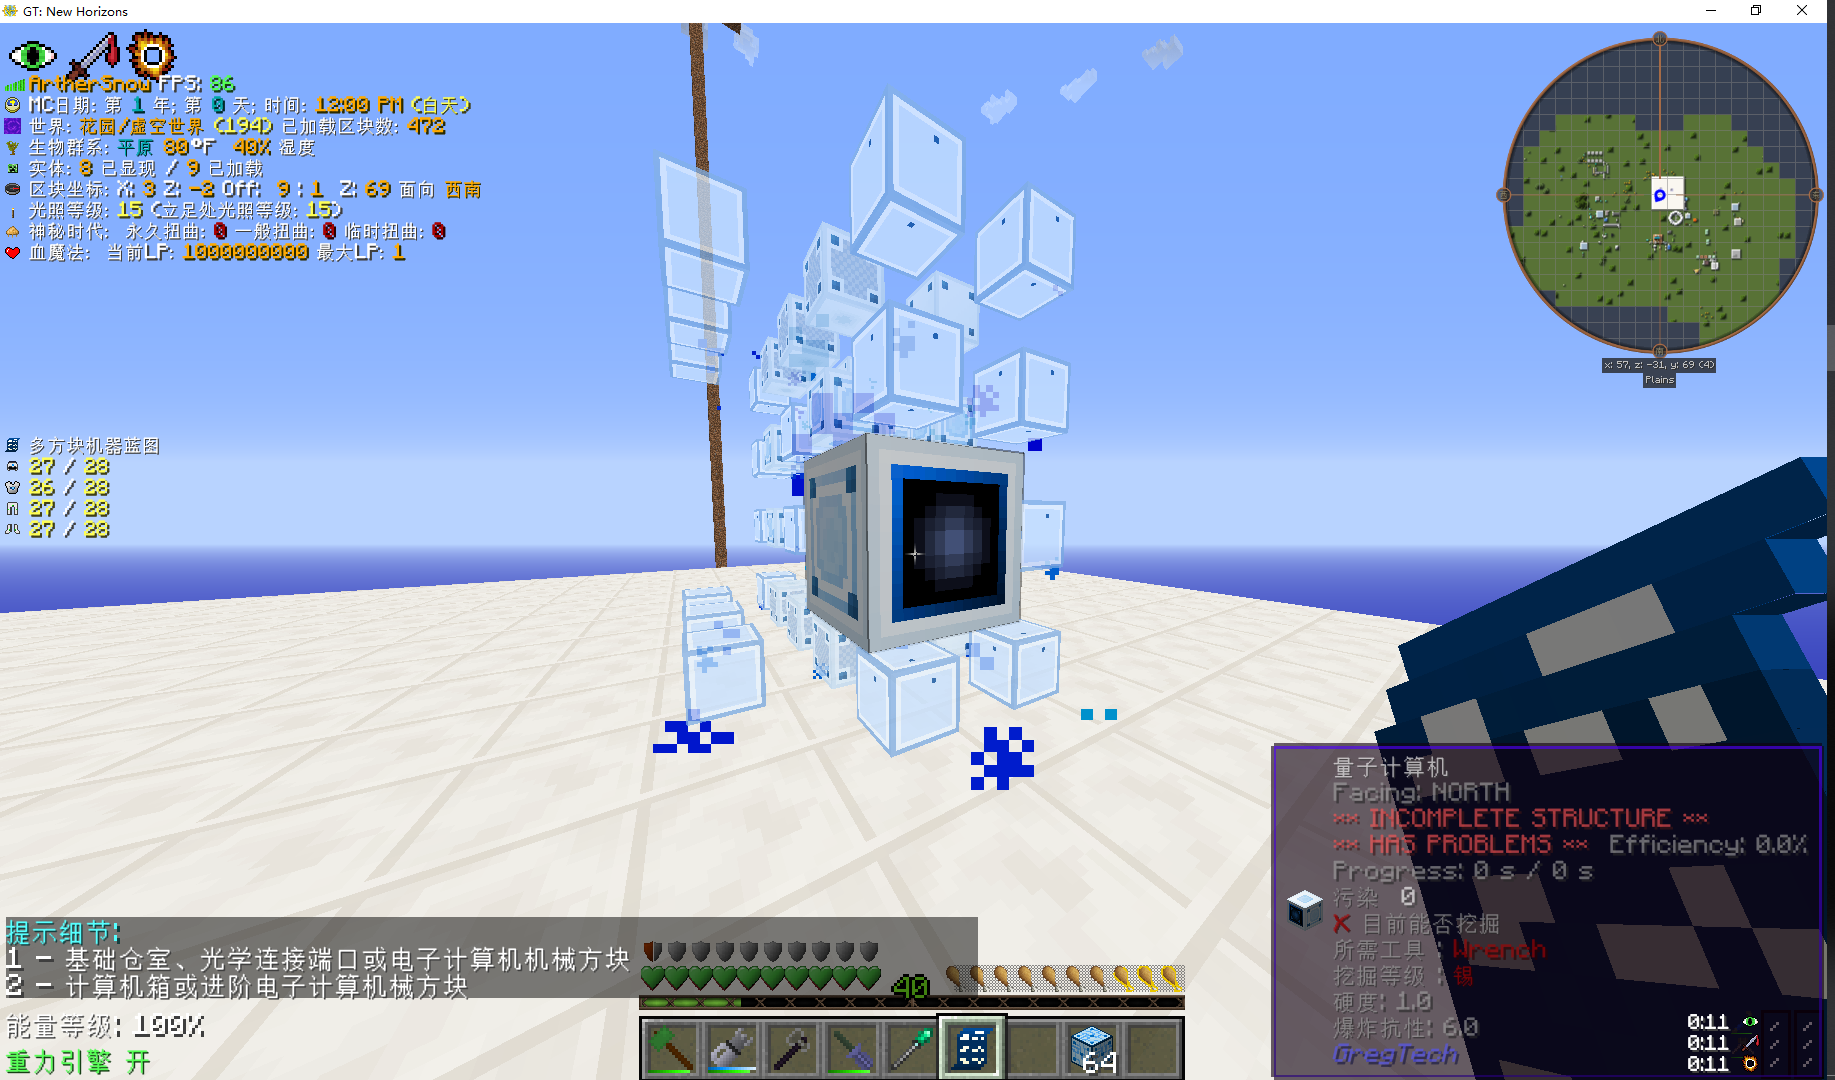 GT: New Horizons
ArtherSnow FPS: 86
MC日期: 第 1 年; 第 0 天; 时间: 12:00 PM (白天)
世界: 花园/虚空世界 (194) 已加载区块数: 472
生物群系: 平原 80°F 40% 湿度
实体: 8 已显现 / 9 已加载
区块坐标: X: 3 Z: -2 Off: 9 : 1 Z: 69 面向 西南
光照等级: 15 (立足处光照等级: 15)
神秘时代: 永久扭曲: 0 一般扭曲: 0 临时扭曲: 0
血魔法: 当前LP: 1000000000 最大LP: 1
x: 57, z: -31, y: 69 (4)
Plains
多方块机器蓝图
27 / 28
26 / 28
27 / 28
27 / 28
量子计算机
Facing: NORTH
** INCOMPLETE STRUCTURE **
** HAS PROBLEMS ** Efficiency: 0.0%
Progress: 0 s / 0 s
污染 0
X 目前能否挖掘
所需工具 : Wrench
挖掘等级 : 锡
硬度: 1.0
爆炸抗性: 6.0
GregTech
提示细节:
1 - 基础仓室、光学连接端口或电子计算机机械方块
2 - 计算机箱或进阶电子计算机械方块
能量等级: 100%
重力引擎 开
40
64
0:11
0:11
0:11